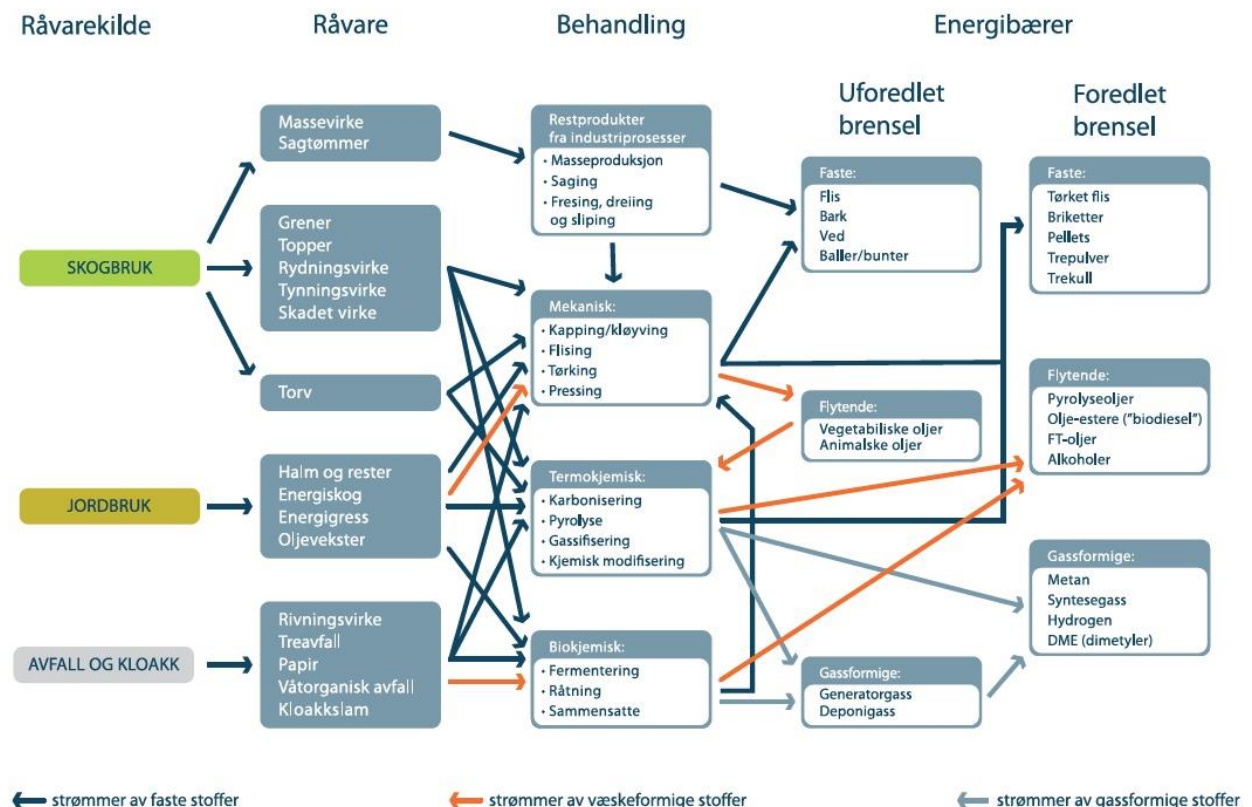 Råvarekilde
Råvare
Behandling
Energibærer
Uforedlet
brensel
Foredlet
brensel
SKOGBRUK
JORDBRUK
AVFALL OG KLOAKK
Massevirke
Sagtømmer
Grener
Topper
Rydningsvirke
Tynningsvirke
Skadet virke
Torv
Halm og rester
Energiskog
Energigress
Oljevekster
Rivningsvirke
Treavfall
Papir
Våtorganisk avfall
Kloakkslam
Restprodukter
fra industriprosesser
· Masseproduksjon
· Saging
· Fresing, dreiing
og sliping
Mekanisk:
· Kapping/kløyving
· Flising
· Tørking
· Pressing
Termokjemisk:
· Karbonisering
· Pyrolyse
· Gassifisering
· Kjemisk modifisering
Biokjemisk:
· Fermentering
· Råtning
· Sammensatte
Faste:
Flis
Bark
Ved
Baller/bunter
Flytende:
Vegetabiliske oljer
Animalske oljer
Gassformige:
Generatorgass
Deponigass
Faste:
Tørket flis
Briketter
Pellets
Trepulver
Trekull
Flytende:
Pyrolyseoljer
Olje-estere ("biodiesel")
FT-oljer
Alkoholer
Gassformige:
Metan
Syntesegass
Hydrogen
DME (dimetyler)
strømmer av faste stoffer
strømmer av væskeformige stoffer
strømmer av gassformige stoffer